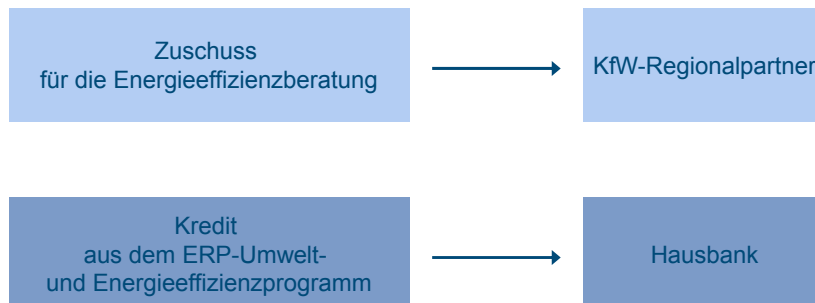 Zuschuss
für die Energieeffizienzberatung
KfW-Regionalpartner
Kredit
aus dem ERP-Umwelt-
und Energieeffizienzprogramm
Hausbank